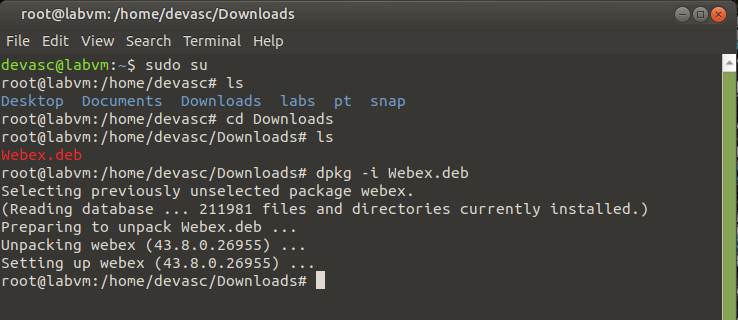 root@labvm: /home/devasc/Downloads
File Edit View Search Terminal Help
devasc@labvm:~$ sudo su
root@labvm:/home/devasc# ls
Desktop  Documents  Downloads  labs  pt  snap
root@labvm:/home/devasc# cd Downloads
root@labvm:/home/devasc/Downloads# ls
Webex.deb
root@labvm:/home/devasc/Downloads# dpkg -i Webex.deb
Selecting previously unselected package webex.
(Reading database ... 211981 files and directories currently installed.)
Preparing to unpack Webex.deb ...
Unpacking webex (43.8.0.26955) ...
Setting up webex (43.8.0.26955) ...
root@labvm:/home/devasc/Downloads#